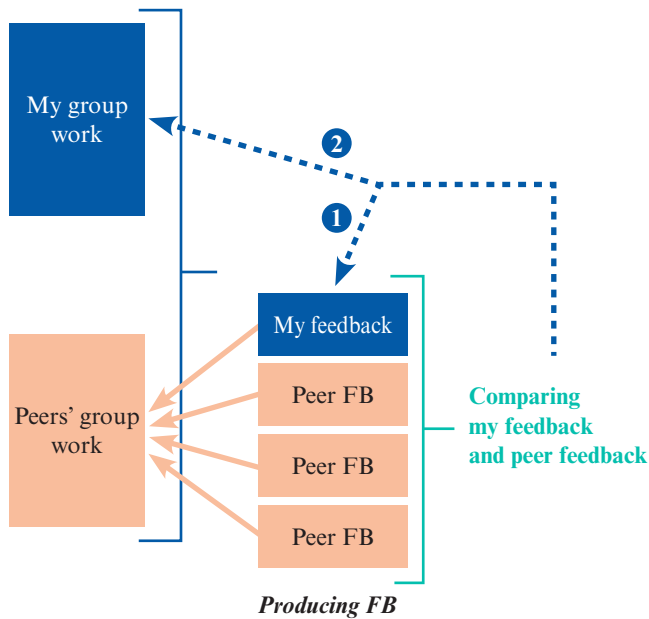 My group
work
2
1
My feedback
Peers’ group
work
Peer FB
Peer FB
Peer FB
Comparing
my feedback
and peer feedback
Producing FB